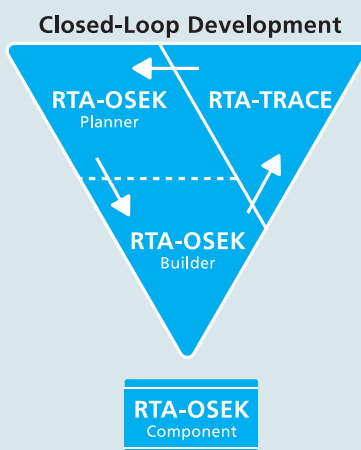 Closed-Loop Development
RTA-OSEK
Planner
RTA-TRACE
RTA-OSEK
Builder
RTA-OSEK
Component